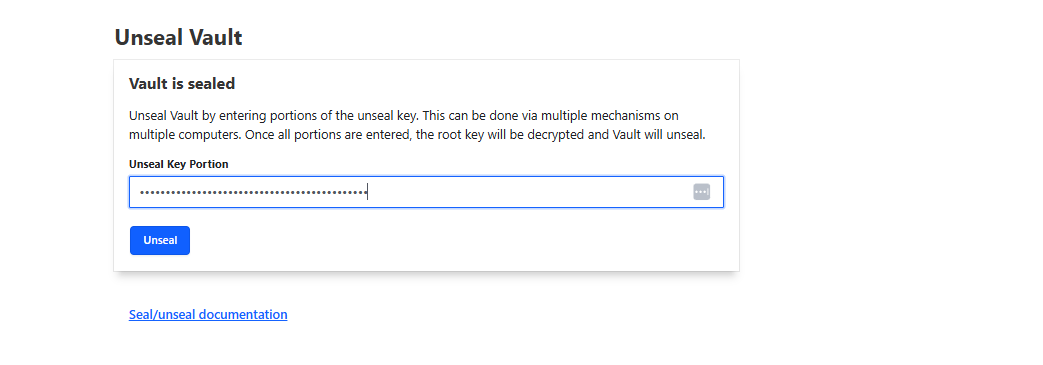 Unseal Vault
Vault is sealed
Unseal Vault by entering portions of the unseal key. This can be done via multiple mechanisms on
multiple computers. Once all portions are entered, the root key will be decrypted and Vault will unseal.
Unseal Key Portion
••••••••••••••••••••••••••••••••••••••••••••
Unseal
Seal/unseal documentation